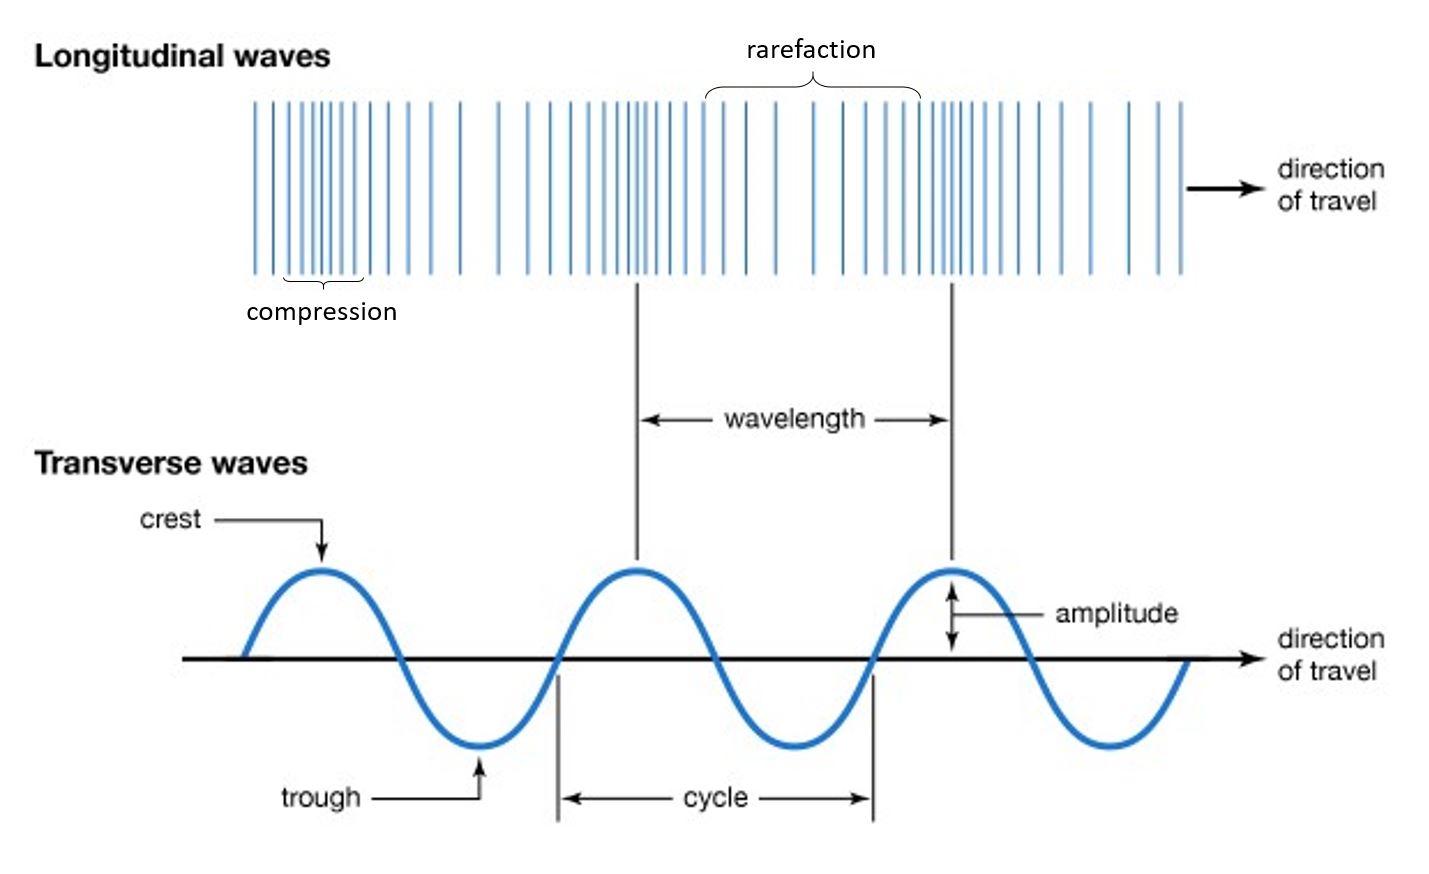 Longitudinal waves
rarefaction
direction
of travel
compression
wavelength
Transverse waves
crest
amplitude
direction
of travel
trough
cycle